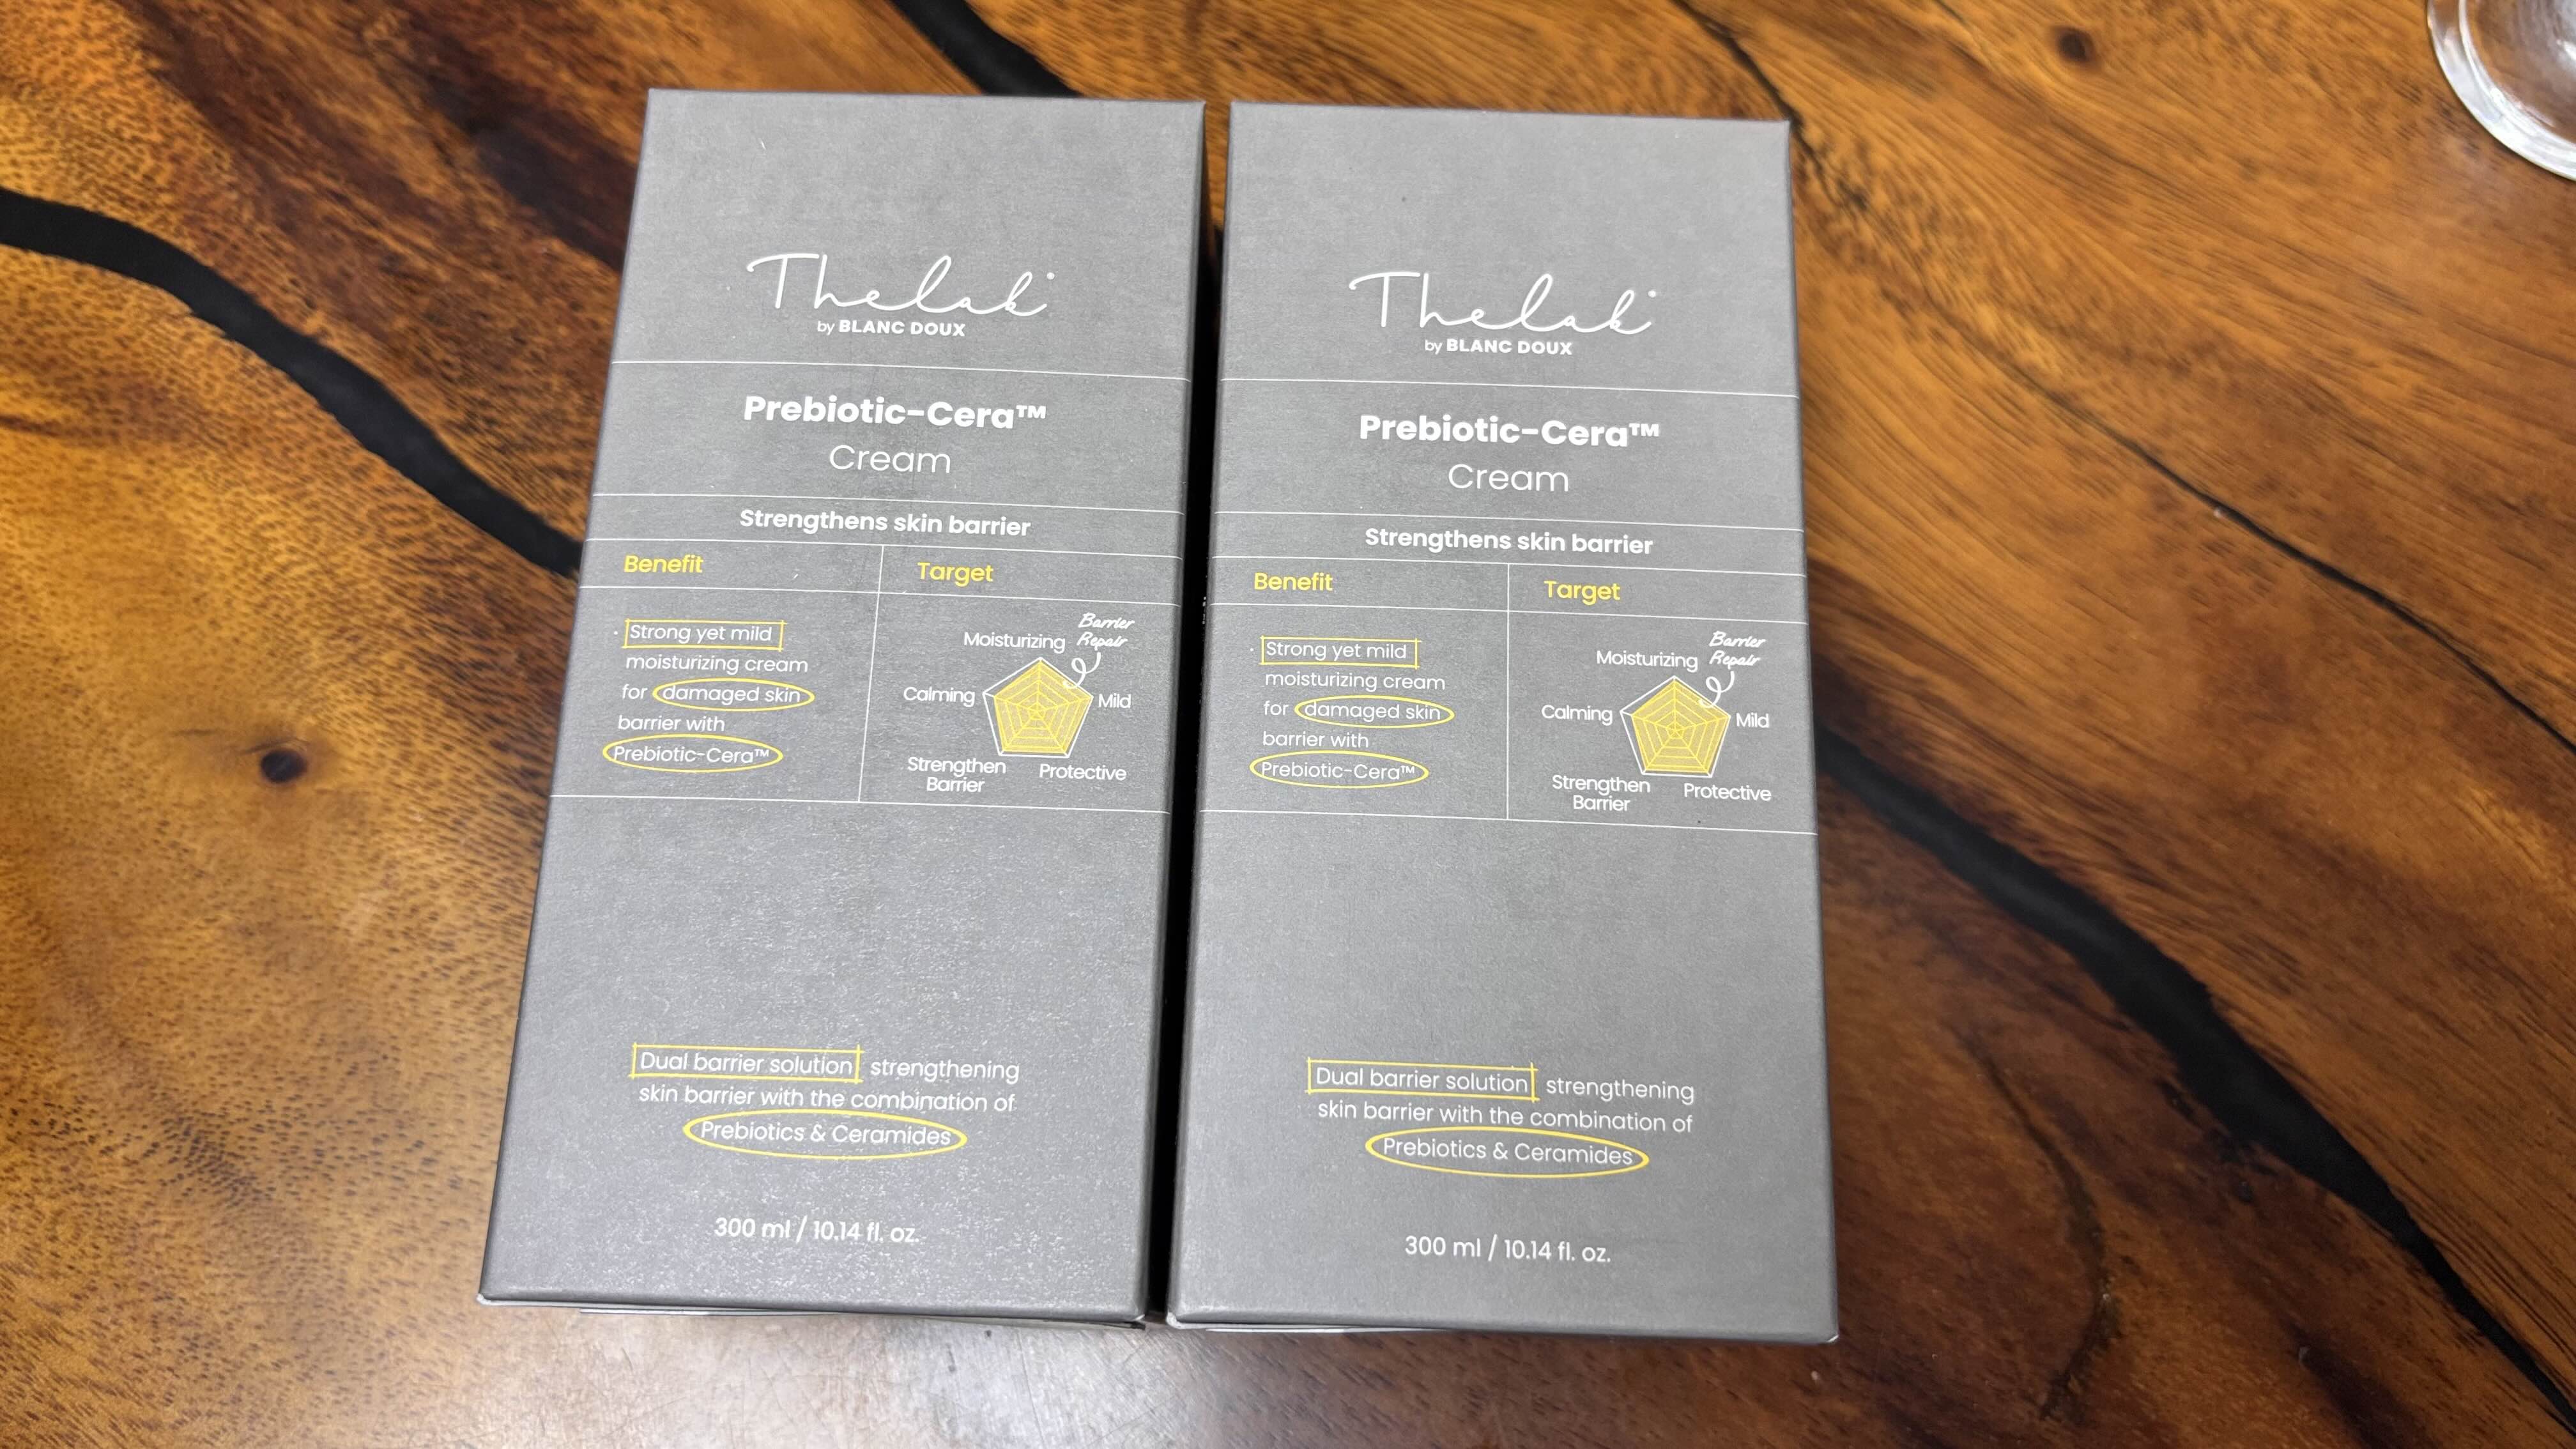 Thelab
by BLANC DOUX
Prebiotic-Cera™
Cream
Strengthens skin barrier
Benefit
Target
· Strong yet mild
moisturizing cream
for damaged skin
barrier with
Prebiotic-Cera™
Barrier
Repair
Moisturizing
Calming
Mild
Strengthen
Barrier
Protective
Dual barrier solution strengthening
skin barrier with the combination of
Prebiotics & Ceramides
300 ml / 10.14 fl. oz.
Thelab
by BLANC DOUX
Prebiotic-Cera™
Cream
Strengthens skin barrier
Benefit
Target
· Strong yet mild
moisturizing cream
for damaged skin
barrier with
Prebiotic-Cera™
Barrier
Repair
Moisturizing
Calming
Mild
Strengthen
Barrier
Protective
Dual barrier solution strengthening
skin barrier with the combination of
Prebiotics & Ceramides
300 ml / 10.14 fl. oz.